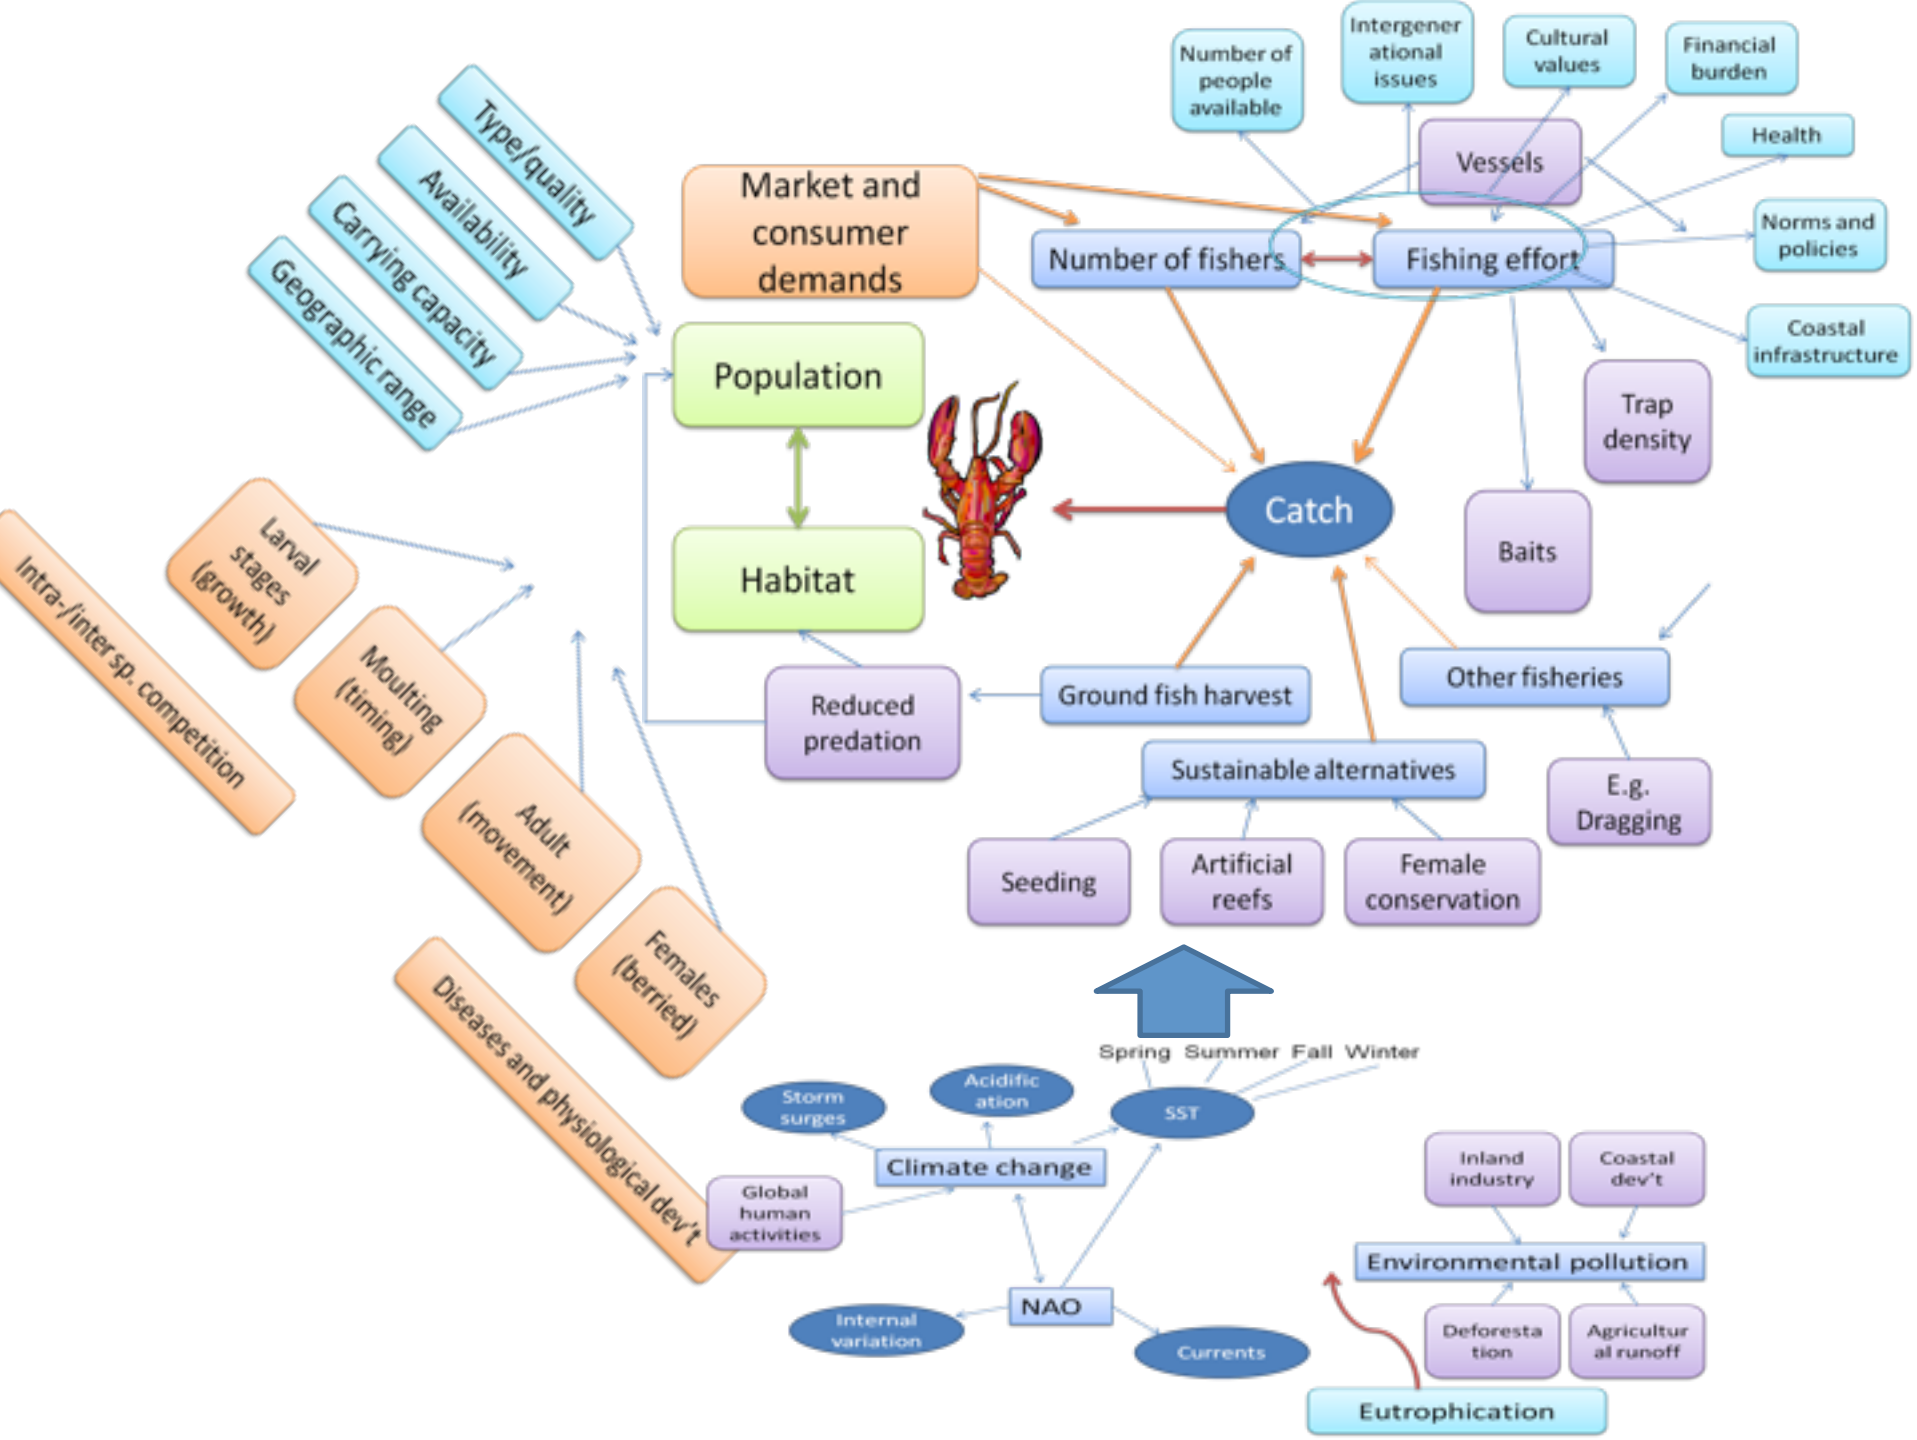 Number of
people
available
Intergener
ational
issues
Cultural
values
Financial
burden
Health
Norms and
policies
Coastal
infrastructure
Vessels
Type/quality
Availability
Carrying capacity
Geographic range
Market and
consumer
demands
Number of fishers
Fishing effort
Population
Habitat
Catch
Trap
density
Baits
Larval
stages
(growth)
Moulting
(timing)
Adult
(movement)
Females
(berried)
Intra-/inter sp. competition
Diseases and physiological dev't
Reduced
predation
Ground fish harvest
Other fisheries
Sustainable alternatives
E.g.
Dragging
Seeding
Artificial
reefs
Female
conservation
Spring Summer Fall Winter
Storm
surges
Acidific
ation
SST
Climate change
Global
human
activities
NAO
Internal
variation
Currents
Inland
industry
Coastal
dev't
Environmental pollution
Deforesta
tion
Agricultur
al runoff
Eutrophication